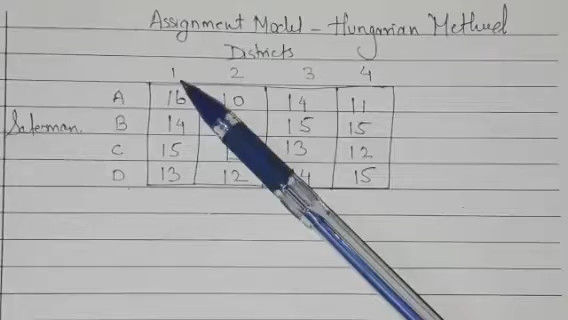 Assignment Model - Hungarian Method
Districts
1 2 3 4
A 16 10 14 11
Salesman. B 14 15 15
C 15 13 12
D 13 12 15